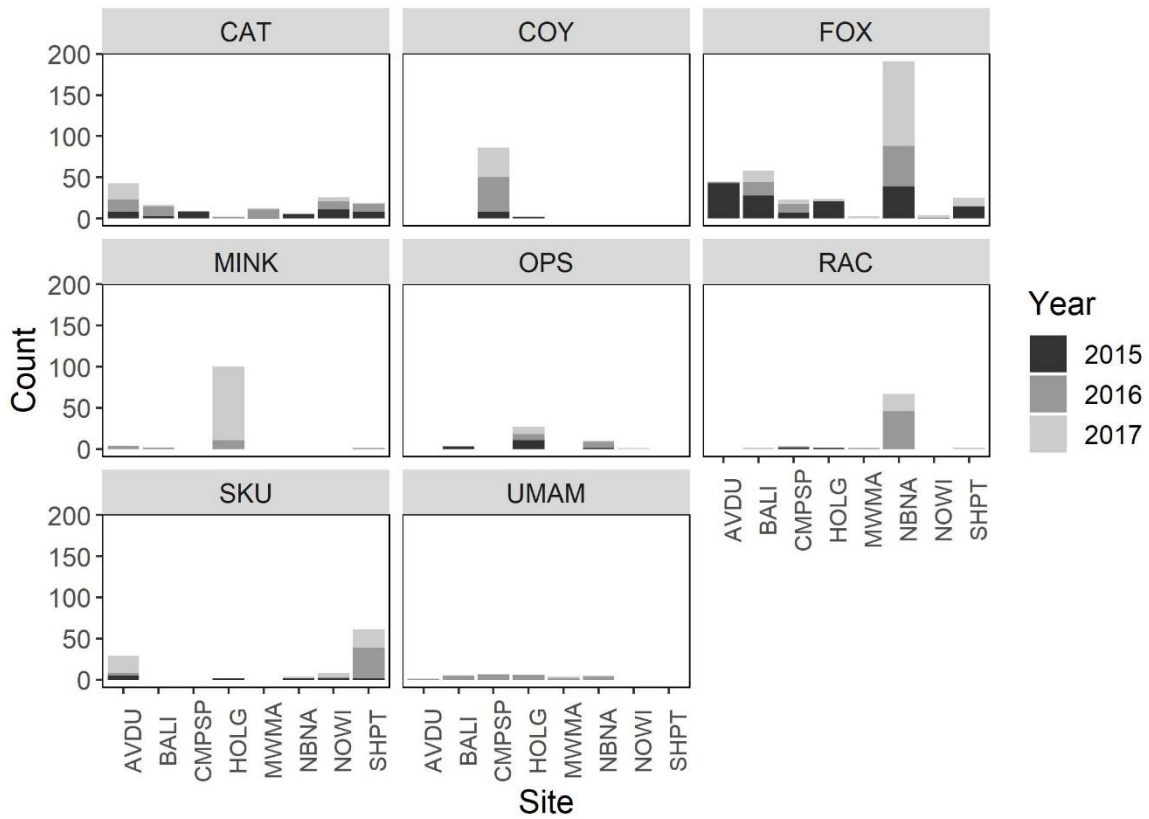 CAT COY FOX
200
150
100
50
0
MINK OPS RAC
200
150
100
50
0
Count
Year
2015
2016
2017
SKU UMAM
AVDU BALI CMPSP HOLG MWMA NBNA NOWI SHPT
200
150
100
50
0
AVDU BALI CMPSP HOLG MWMA NBNA NOWI SHPT AVDU BALI CMPSP HOLG MWMA NBNA NOWI SHPT
Site